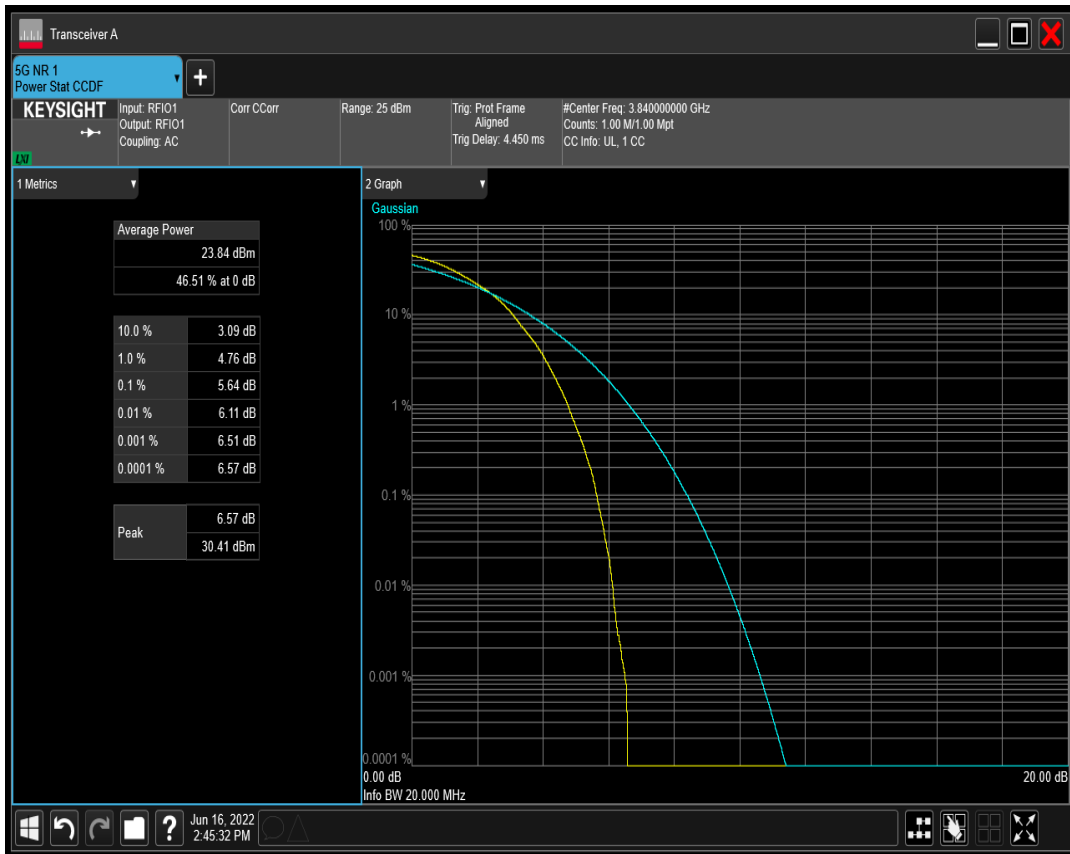 Transceiver A
5G NR 1
Power Stat CCDF
+
KEYSIGHT
LXI
Input: RFIO1
Output: RFIO1
Coupling: AC
Corr CCorr
Range: 25 dBm
Trig: Prot Frame
Aligned
Trig Delay: 4.450 ms
#Center Freq: 3.840000000 GHz
Counts: 1.00 M/1.00 Mpt
CC Info: UL, 1 CC
1 Metrics
Average Power
23.84 dBm
46.51 % at 0 dB
10.0 % 3.09 dB
1.0 % 4.76 dB
0.1 % 5.64 dB
0.01 % 6.11 dB
0.001 % 6.51 dB
0.0001 % 6.57 dB
Peak
6.57 dB
30.41 dBm
2 Graph
Gaussian
100 %
10 %
1 %
0.1 %
0.01 %
0.001 %
0.0001 %
0.00 dB 20.00 dB
Info BW 20.000 MHz
?
Jun 16, 2022
2:45:32 PM